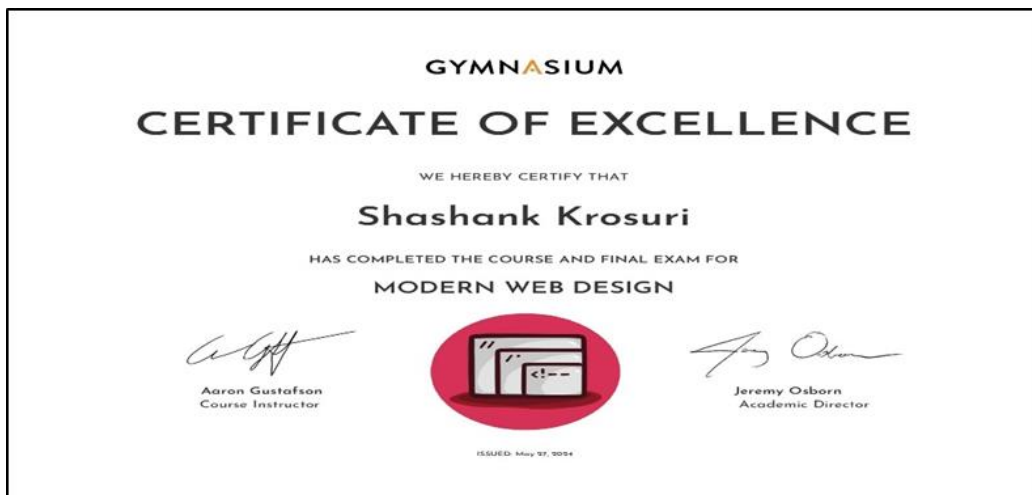 GYMNASIUM
CERTIFICATE OF EXCELLENCE
WE HEREBY CERTIFY THAT
Shashank Krosuri
HAS COMPLETED THE COURSE AND FINAL EXAM FOR
MODERN WEB DESIGN
//
/*
<!--
Aaron Gustafson
Course Instructor
Jeremy Osborn
Academic Director
ISSUED: May 27, 2024